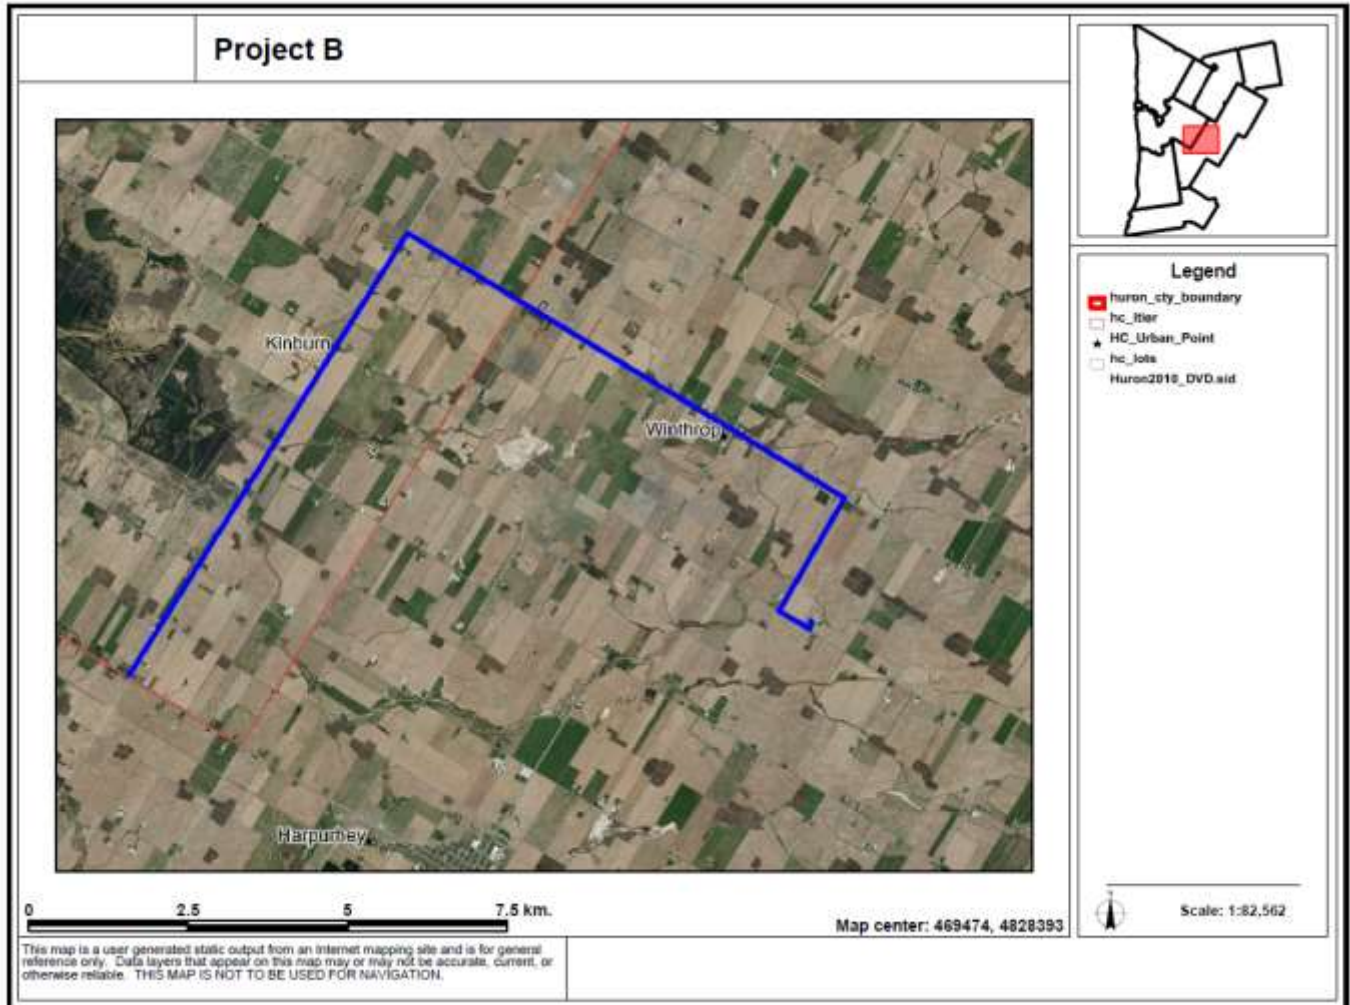 Project B
Kinburn
Winthrop
Harpurhey
0 2.5 5 7.5 km.
Map center: 469474, 4828393
This map is a user generated static output from an Internet mapping site and is for general
reference only. Data layers that appear on this map may or may not be accurate, current, or
otherwise reliable. THIS MAP IS NOT TO BE USED FOR NAVIGATION.
Legend
huron_cty_boundary
hc_ltier
HC_Urban_Point
hc_lots
Huron2010_DVD.sid
Scale: 1:82,562